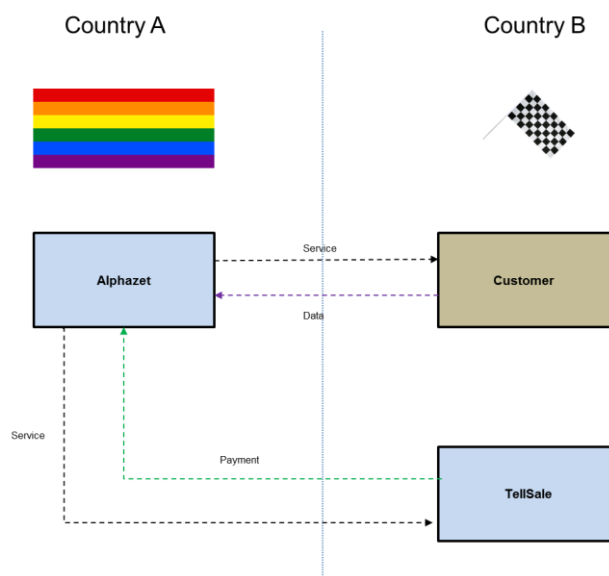 Country A
Country B
Service
Alphazet
Customer
Data
Service
Payment
TellSale